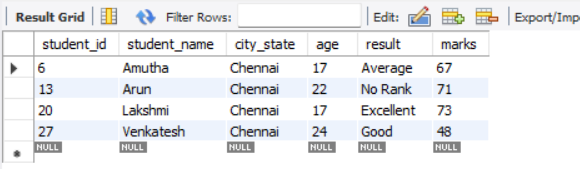 Result Grid Filter Rows: Edit: Export/Imp
student_id student_name city_state age result marks
6 Amutha Chennai 17 Average 67
13 Arun Chennai 22 No Rank 71
20 Lakshmi Chennai 17 Excellent 73
27 Venkatesh Chennai 24 Good 48
NULL NULL NULL NULL NULL NULL